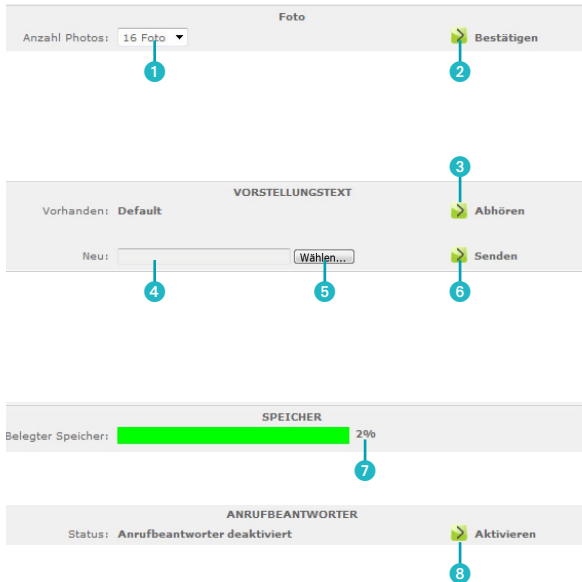 Foto
Anzahl Photos: 16 Foto Bestätigen
1 2
3
VORSTELLUNGSTEXT
Vorhanden: Default Abhören
Neu: Wählen... Senden
4 5 6
SPEICHER
Belegter Speicher: 2%
7
ANRUFBEANTWORTER
Status: Anrufbeantworter deaktiviert Aktivieren
8